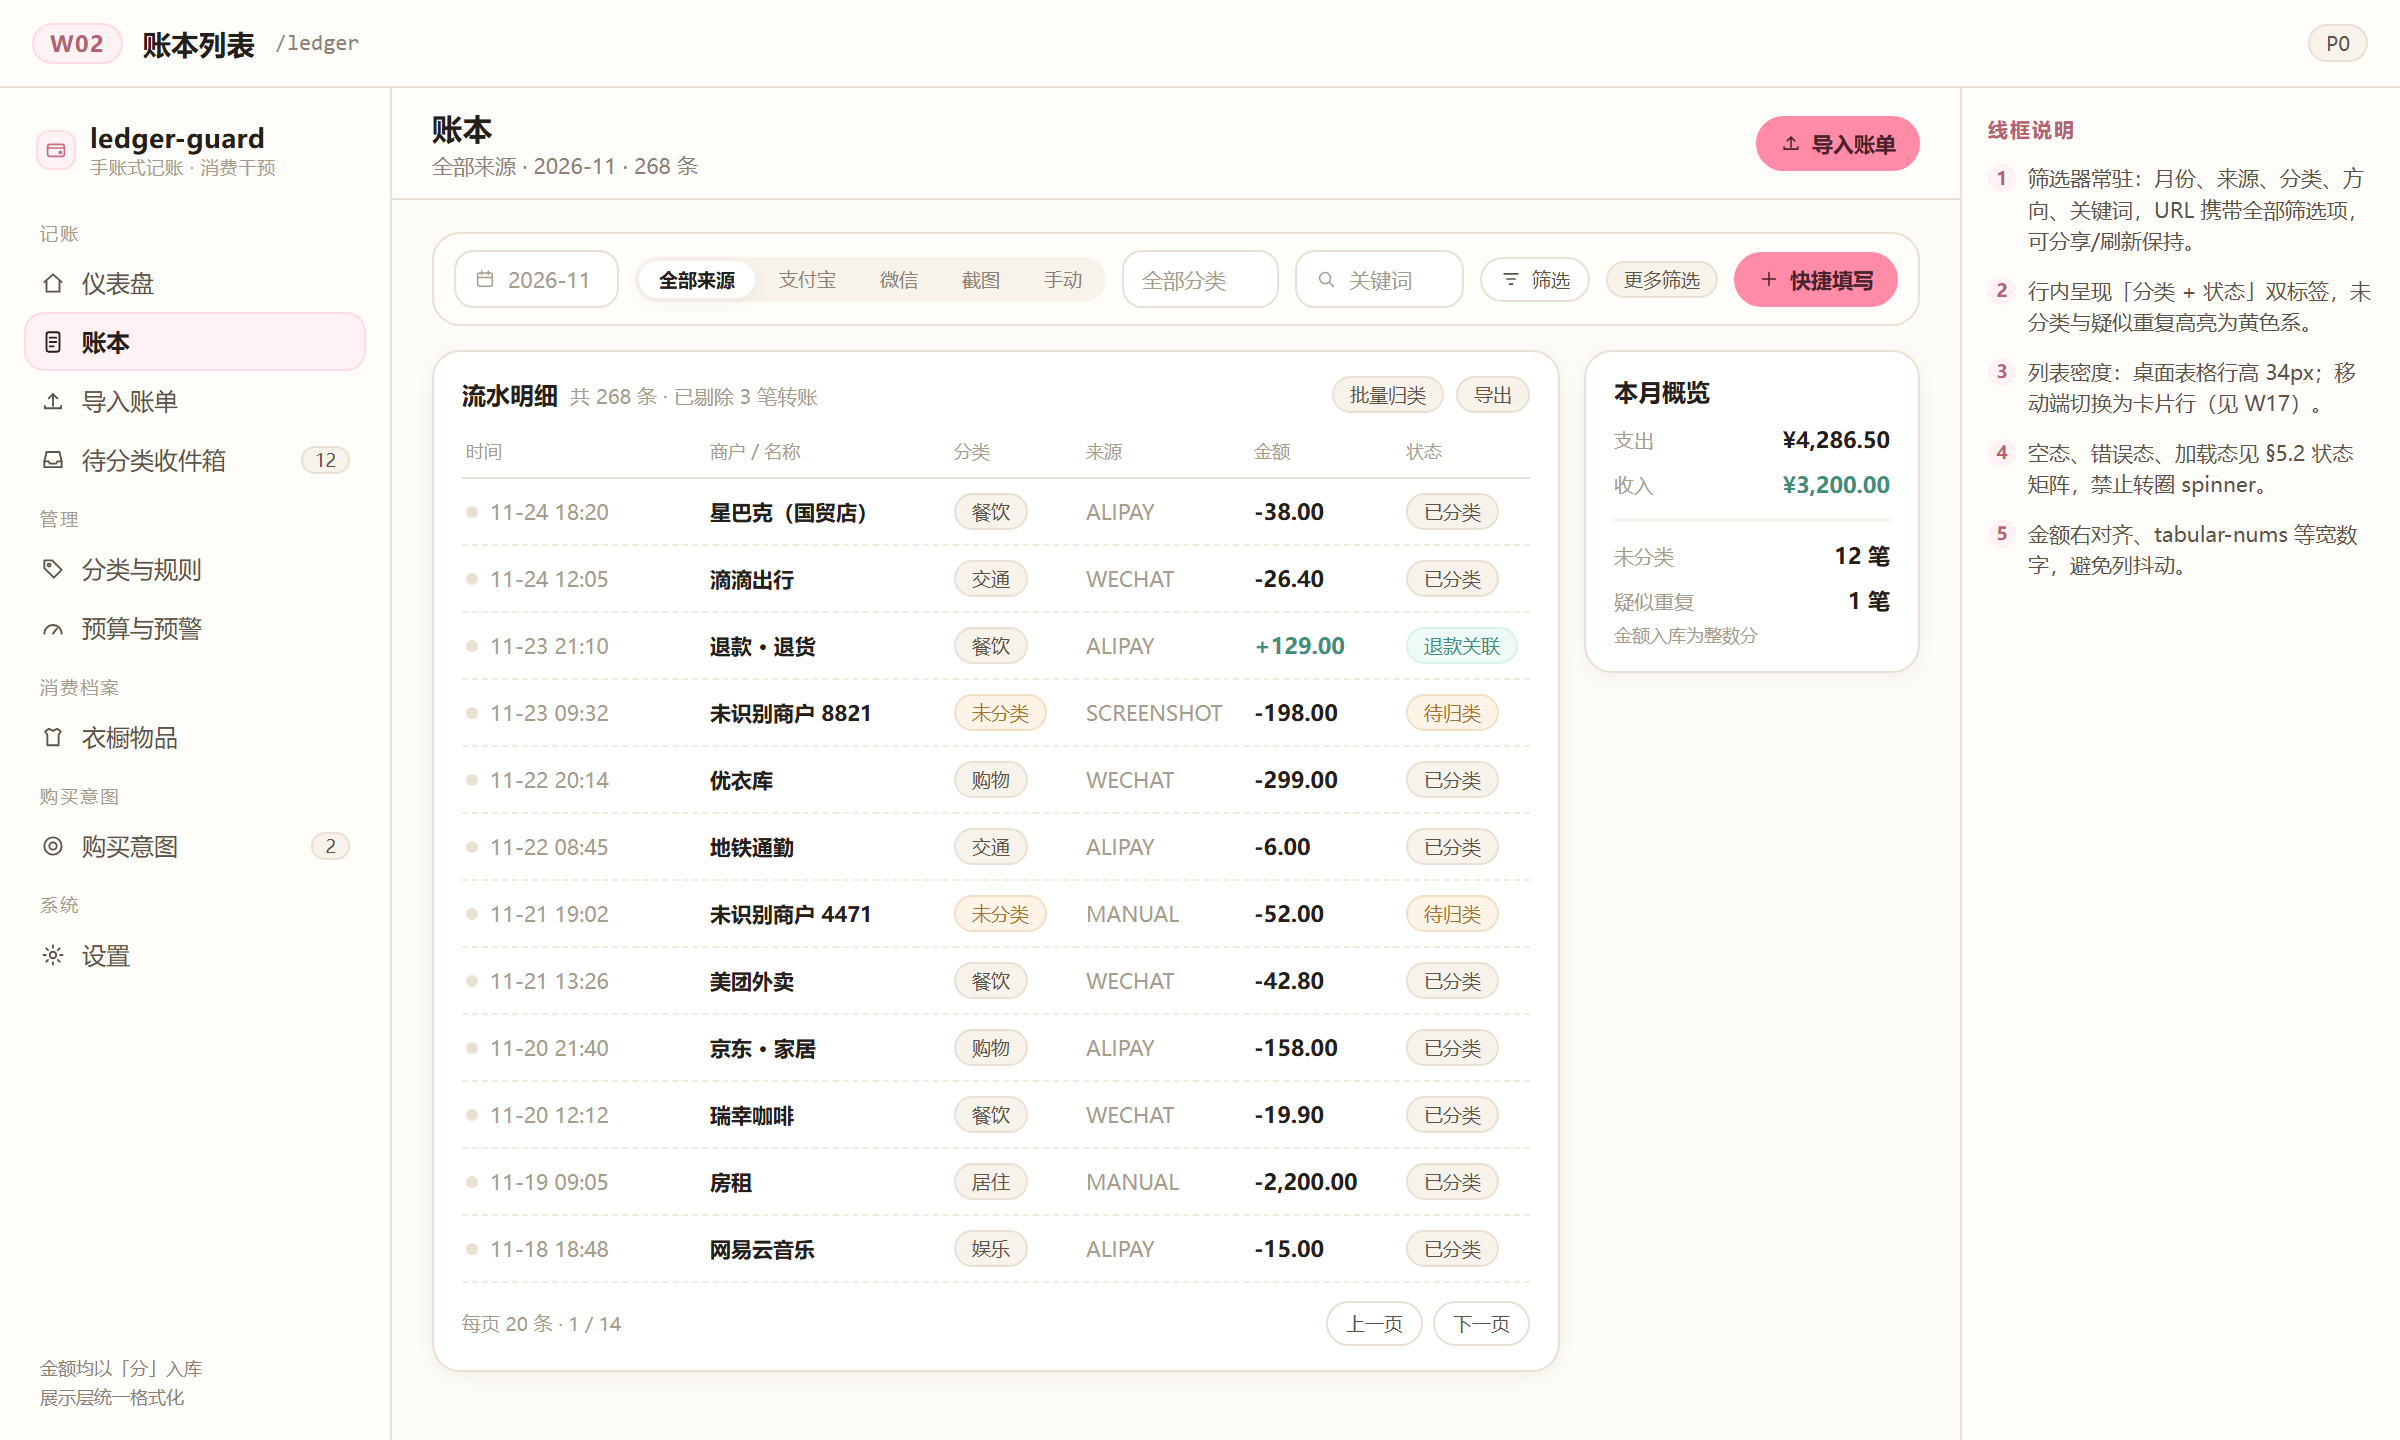 W02 账本列表 /ledger P0
ledger-guard
手账式记账 · 消费干预
记账
仪表盘
账本
导入账单
待分类收件箱 12
管理
分类与规则
预算与预警
消费档案
衣橱物品
购买意图
购买意图 2
系统
设置
金额均以「分」入库
展示层统一格式化
账本
全部来源 · 2026-11 · 268 条
导入账单
2026-11 全部来源 支付宝 微信 截图 手动 全部分类 关键词 筛选 更多筛选 + 快捷填写
流水明细 共 268 条 · 已剔除 3 笔转账 批量归类 导出
时间 商户 / 名称 分类 来源 金额 状态
11-24 18:20 星巴克（国贸店） 餐饮 ALIPAY -38.00 已分类
11-24 12:05 滴滴出行 交通 WECHAT -26.40 已分类
11-23 21:10 退款 • 退货 餐饮 ALIPAY +129.00 退款关联
11-23 09:32 未识别商户 8821 未分类 SCREENSHOT -198.00 待归类
11-22 20:14 优衣库 购物 WECHAT -299.00 已分类
11-22 08:45 地铁通勤 交通 ALIPAY -6.00 已分类
11-21 19:02 未识别商户 4471 未分类 MANUAL -52.00 待归类
11-21 13:26 美团外卖 餐饮 WECHAT -42.80 已分类
11-20 21:40 京东 • 家居 购物 ALIPAY -158.00 已分类
11-20 12:12 瑞幸咖啡 餐饮 WECHAT -19.90 已分类
11-19 09:05 房租 居住 MANUAL -2,200.00 已分类
11-18 18:48 网易云音乐 娱乐 ALIPAY -15.00 已分类
每页 20 条 · 1 / 14 上一页 下一页
本月概览
支出 ¥4,286.50
收入 ¥3,200.00
未分类 12 笔
疑似重复 1 笔
金额入库为整数分
线框说明
1 筛选器常驻：月份、来源、分类、方
向、关键词，URL 携带全部筛选项，
可分享/刷新保持。
2 行内呈现「分类 + 状态」双标签，未
分类与疑似重复高亮为黄色系。
3 列表密度：桌面表格行高 34px；移
动端切换为卡片行（见 W17）。
4 空态、错误态、加载态见 §5.2 状态
矩阵，禁止转圈 spinner。
5 金额右对齐、tabular-nums 等宽数
字，避免列抖动。